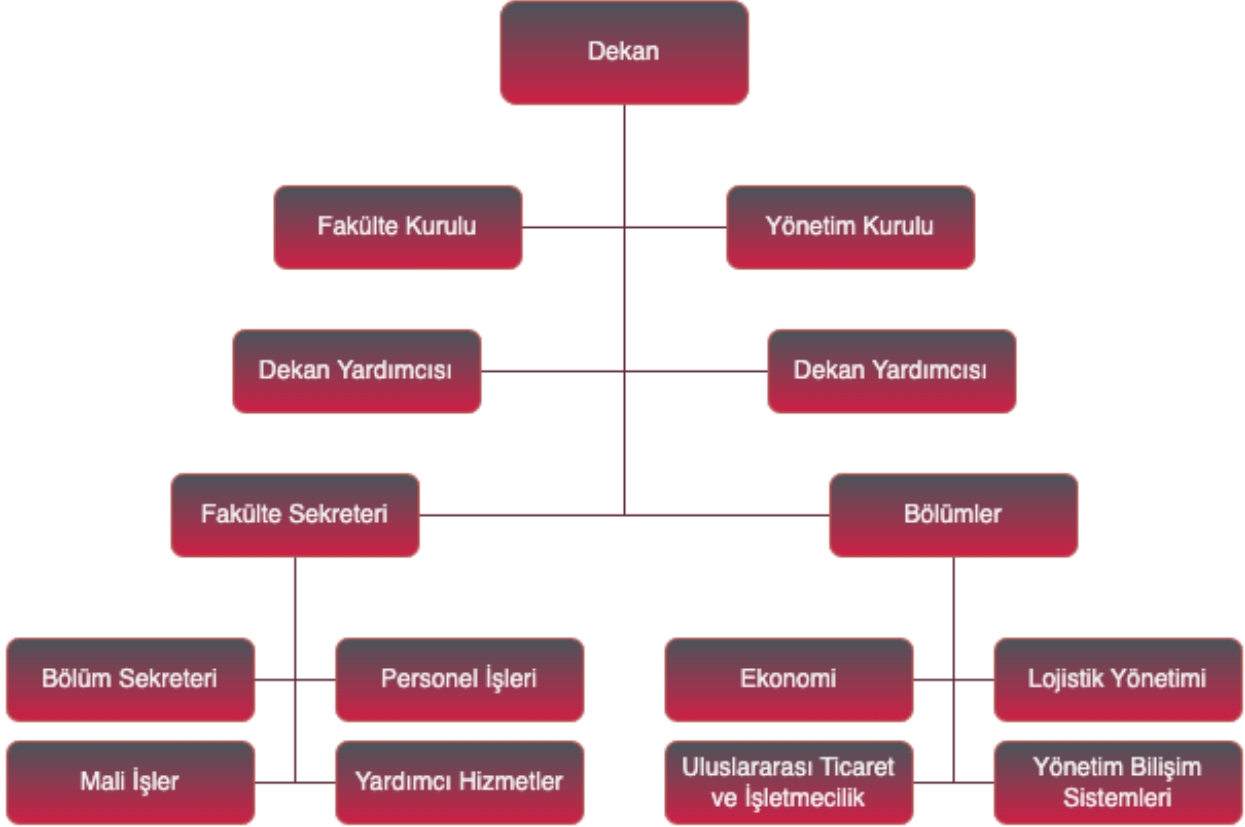 Dekan
Fakülte Kurulu
Yönetim Kurulu
Dekan Yardımcısı
Dekan Yardımcısı
Fakülte Sekreteri
Bölümler
Bölüm Sekreteri
Personel İşleri
Ekonomi
Lojistik Yönetimi
Mali İşler
Yardımcı Hizmetler
Uluslararası Ticaret
ve İşletmecilik
Yönetim Bilişim
Sistemleri